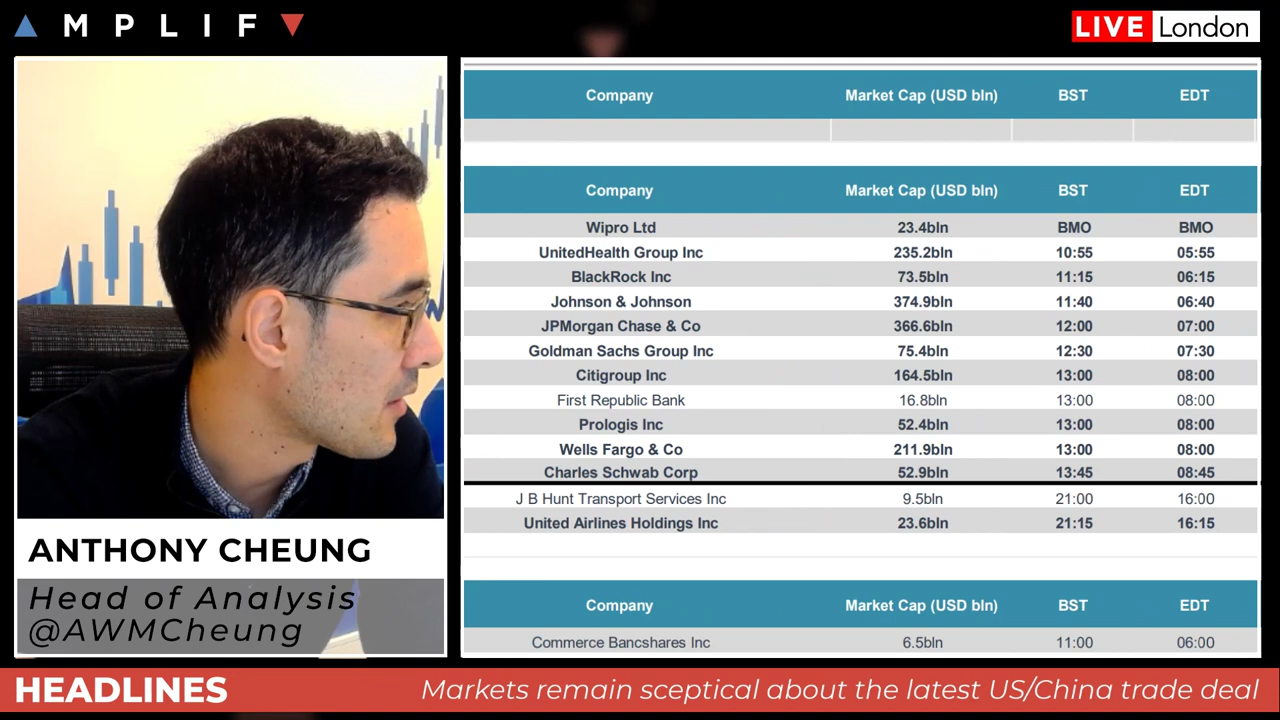 AMPLIFY
LIVE London
Company Market Cap (USD bln) BST EDT
Company Market Cap (USD bln) BST EDT
Wipro Ltd 23.4bln BMO BMO
UnitedHealth Group Inc 235.2bln 10:55 05:55
BlackRock Inc 73.5bln 11:15 06:15
Johnson & Johnson 374.9bln 11:40 06:40
JPMorgan Chase & Co 366.6bln 12:00 07:00
Goldman Sachs Group Inc 75.4bln 12:30 07:30
Citigroup Inc 164.5bln 13:00 08:00
First Republic Bank 16.8bln 13:00 08:00
Prologis Inc 52.4bln 13:00 08:00
Wells Fargo & Co 211.9bln 13:00 08:00
Charles Schwab Corp 52.9bln 13:45 08:45
J B Hunt Transport Services Inc 9.5bln 21:00 16:00
United Airlines Holdings Inc 23.6bln 21:15 16:15
Company Market Cap (USD bln) BST EDT
Commerce Bancshares Inc 6.5bln 11:00 06:00
ANTHONY CHEUNG
Head of Analysis
@AWMCheung
HEADLINES Markets remain sceptical about the latest US/China trade deal